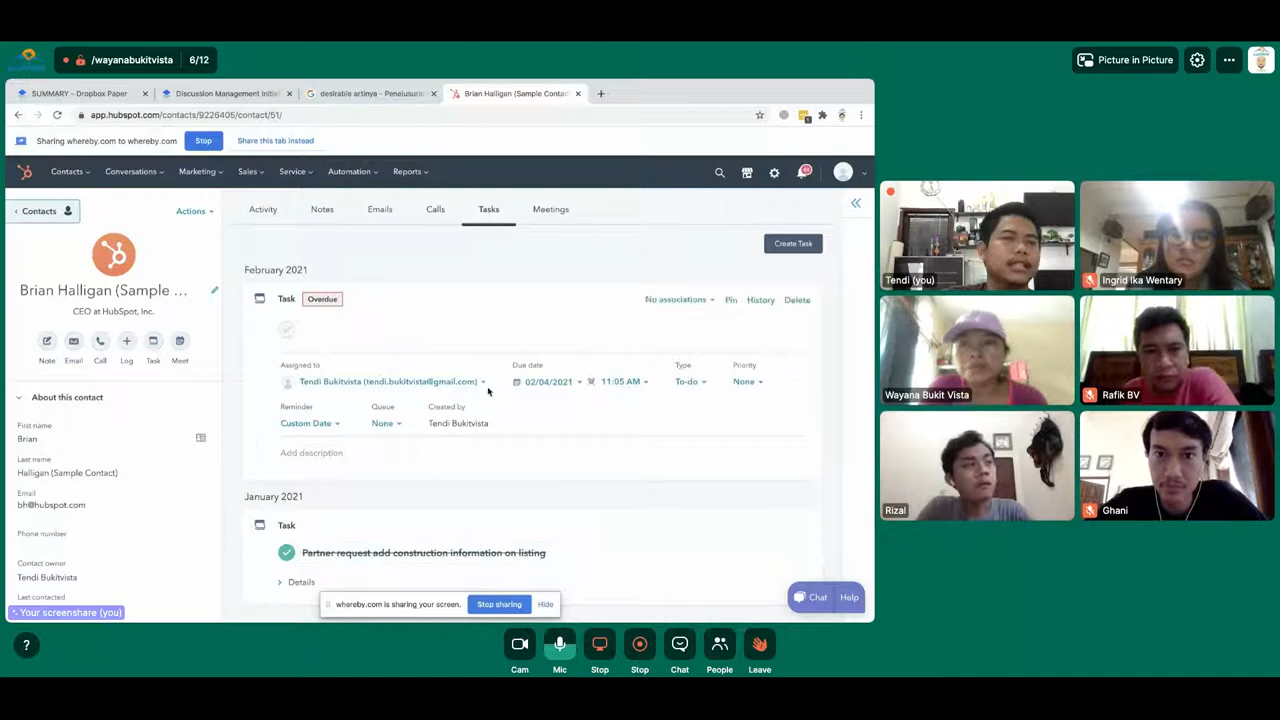 /wayanabukitvista 6/12
Picture in Picture
SUMMARY – Dropbox Paper
Discussion Management Initie
desirable artinya – Penelusura
Brian Halligan (Sample Contac
app.hubspot.com/contacts/9226405/contact/51/
Sharing whereby.com to whereby.com
Stop
Share this tab instead
Contacts
Conversations
Marketing
Sales
Service
Automation
Reports
Contacts
Actions
Activity
Notes
Emails
Calls
Tasks
Meetings
Create Task
Brian Halligan (Sample ...
CEO at HubSpot, Inc.
Note
Email
Call
Log
Task
Meet
About this contact
First name
Brian
Last name
Halligan (Sample Contact)
Email
bh@hubspot.com
Phone number
Contact owner
Tendi Bukitvista
Last contacted
Your screenshare (you)
February 2021
Task
Overdue
No associations
Pin
History
Delete
Assigned to
Due date
Type
Priority
Tendi Bukitvista (tendi.bukitvista@gmail.com)
02/04/2021
11:05 AM
To-do
None
Reminder
Queue
Created by
Custom Date
None
Tendi Bukitvista
Add description
January 2021
Task
Partner request add construction information on listing
Details
whereby.com is sharing your screen.
Stop sharing
Hide
Chat
Help
Tendi (you)
Ingrid Ika Wentary
Wayana Bukit Vista
Rafik BV
Rizal
Ghani
?
Cam
Mic
Stop
Stop
Chat
People
Leave